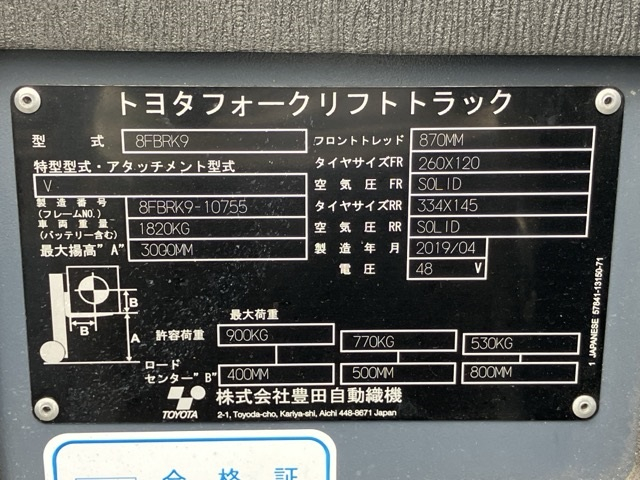 トヨタフォークリフトトラック
型 式 8FBRK9
特型型式・アタッチメント型式
V
製造番号
(フレームNO.) 8FBRK9-10755
車両重量
(バッテリー含む) 1820KG
最大揚高"A" 3000MM
フロントトレッド 870MM
タイヤサイズFR 260X120
空気圧 FR SOLID
タイヤサイズRR 334X145
空気圧 RR SOLID
製造年月 2019/04
電圧 48 V
B
B
A
最大荷重
許容荷重 900KG 770KG 530KG
ロード
センター"B" 400MM 500MM 800MM
TOYOTA
株式会社豊田自動織機
2-1, Toyoda-cho, Kariya-shi, Aichi 448-8671 Japan
1 JAPANESE 57841-13150-71
合格証